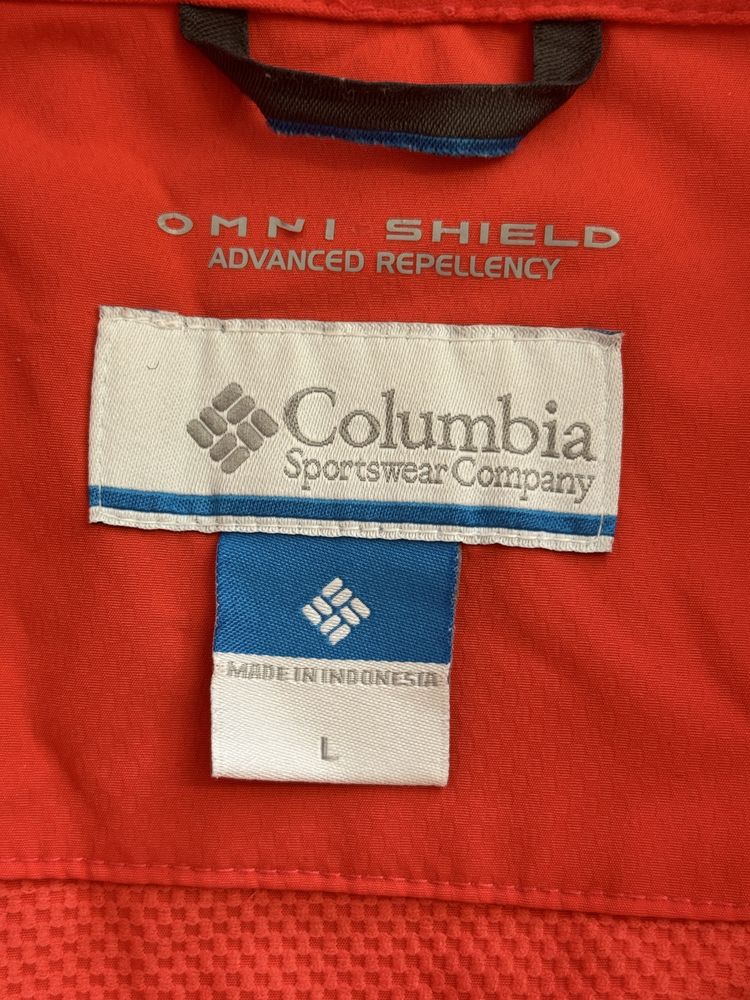 OMNI SHIELD
ADVANCED REPELLENCY
Columbia
Sportswear Company
MADE IN INDONESIA
L